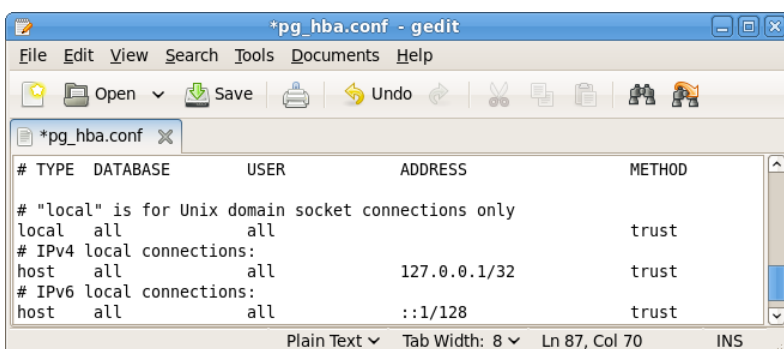 *pg_hba.conf - gedit
File Edit View Search Tools Documents Help
Open Save Undo
*pg_hba.conf
# TYPE DATABASE USER ADDRESS METHOD
# "local" is for Unix domain socket connections only
local all all trust
# IPv4 local connections:
host all all 127.0.0.1/32 trust
# IPv6 local connections:
host all all ::1/128 trust
Plain Text Tab Width: 8 Ln 87, Col 70 INS